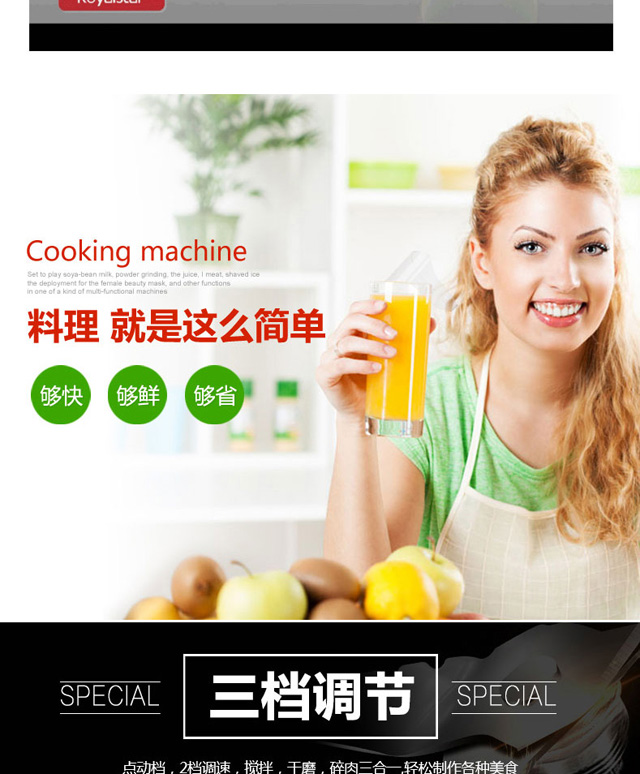 Royalstar
Cooking machine
Set to play soya-bean milk, powder grinding, the juice, I meat, shaved ice
the deployment for the female beauty mask, and other functions
in one of a kind of multi-functional machines
料理 就是这么简单
够快 够鲜 够省
SPECIAL 三档调节 SPECIAL
点动档，2档调速，搅拌，干磨，碎肉三合一,轻松制作各种美食